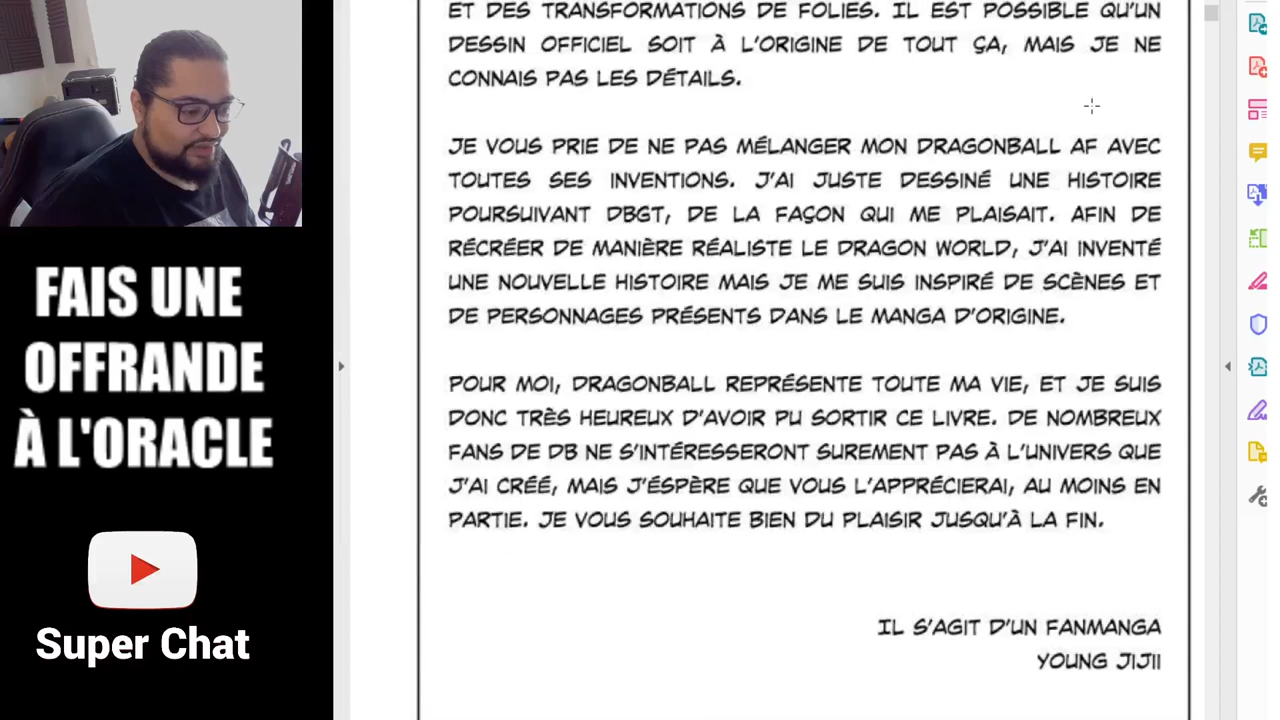 ET DES TRANSFORMATIONS DE FOLIES. IL EST POSSIBLE QU'UN
DESSIN OFFICIEL SOIT À L'ORIGINE DE TOUT ÇA, MAIS JE NE
CONNAIS PAS LES DÉTAILS.
JE VOUS PRIE DE NE PAS MÉLANGER MON DRAGONBALL AF AVEC
TOUTES SES INVENTIONS. J'AI JUSTE DESSINÉ UNE HISTOIRE
POURSUIVANT DBGT, DE LA FAÇON QUI ME PLAISAIT. AFIN DE
RÉCRÉER DE MANIÈRE RÉALISTE LE DRAGON WORLD, J'AI INVENTÉ
UNE NOUVELLE HISTOIRE MAIS JE ME SUIS INSPIRÉ DE SCÈNES ET
DE PERSONNAGES PRÉSENTS DANS LE MANGA D'ORIGINE.
POUR MOI, DRAGONBALL REPRÉSENTE TOUTE MA VIE, ET JE SUIS
DONC TRÈS HEUREUX D'AVOIR PU SORTIR CE LIVRE. DE NOMBREUX
FANS DE DB NE S'INTÉRESSERONT SUREMENT PAS À L'UNIVERS QUE
J'AI CRÉÉ, MAIS J'ÉSPÈRE QUE VOUS L'APPRÉCIERAI, AU MOINS EN
PARTIE. JE VOUS SOUHAITE BIEN DU PLAISIR JUSQU'À LA FIN.
IL S'AGIT D'UN FANMANGA
YOUNG JIJII
FAIS UNE
OFFRANDE
À L'ORACLE
Super Chat